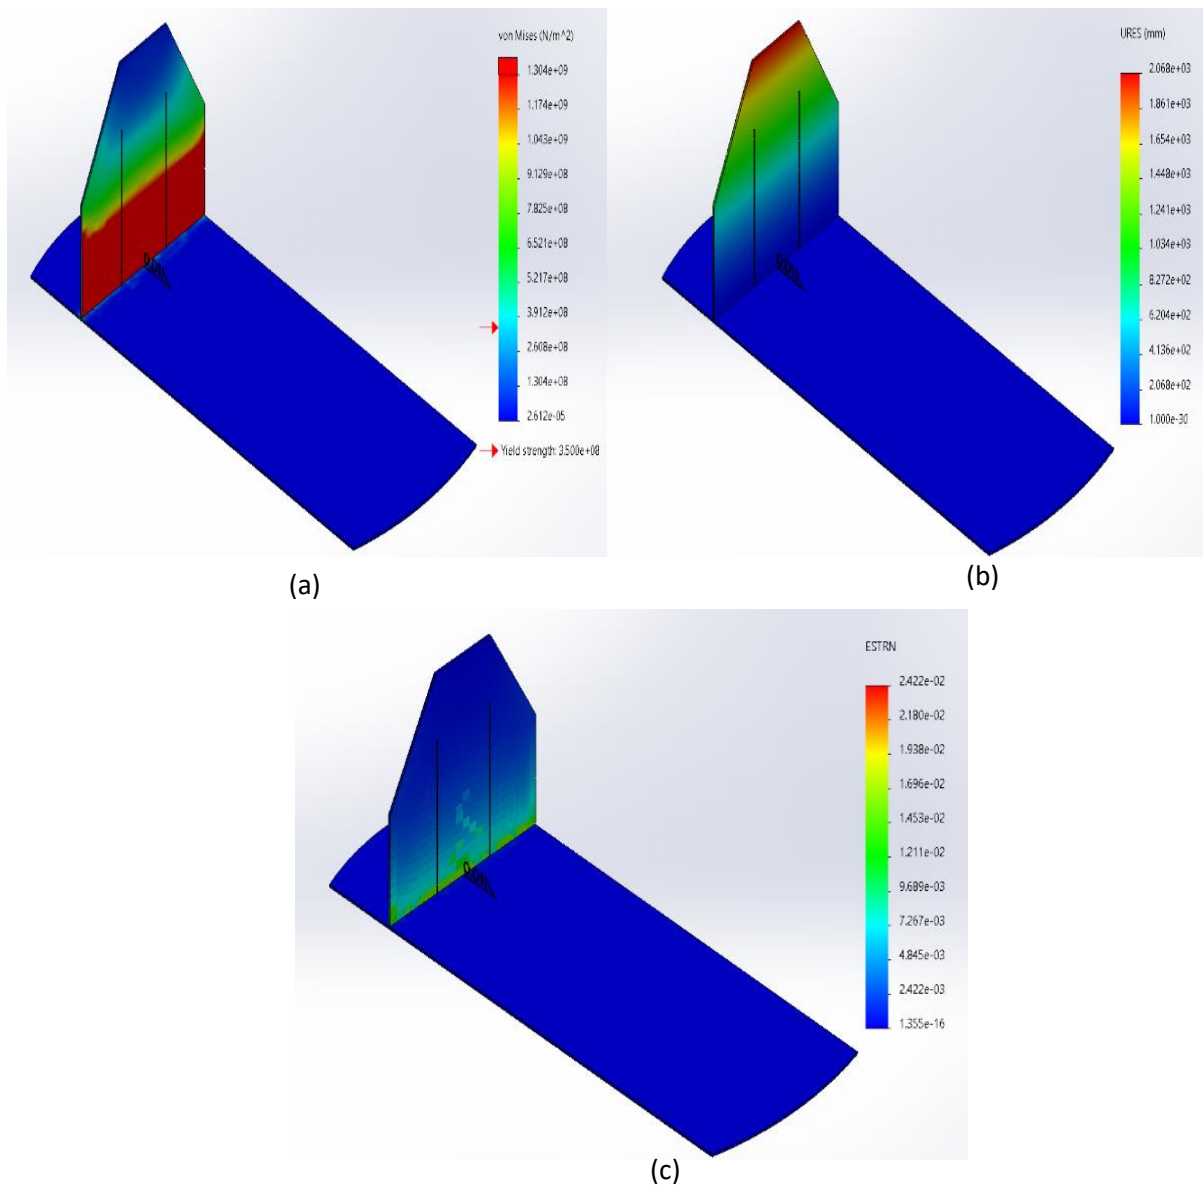 von Mises (N/m^2)
1.304e+09
1.174e+09
1.043e+09
9.129e+08
7.825e+08
6.521e+08
5.217e+08
3.912e+08
2.608e+08
1.304e+08
2.612e-05
Yield strength: 3.500e+08
(a)
URES (mm)
2.068e+03
1.861e+03
1.654e+03
1.448e+03
1.241e+03
1.034e+03
8.272e+02
6.204e+02
4.136e+02
2.068e+02
1.000e-30
(b)
ESTRN
2.422e-02
2.180e-02
1.938e-02
1.696e-02
1.453e-02
1.211e-02
9.689e-03
7.267e-03
4.845e-03
2.422e-03
1.355e-16
(c)